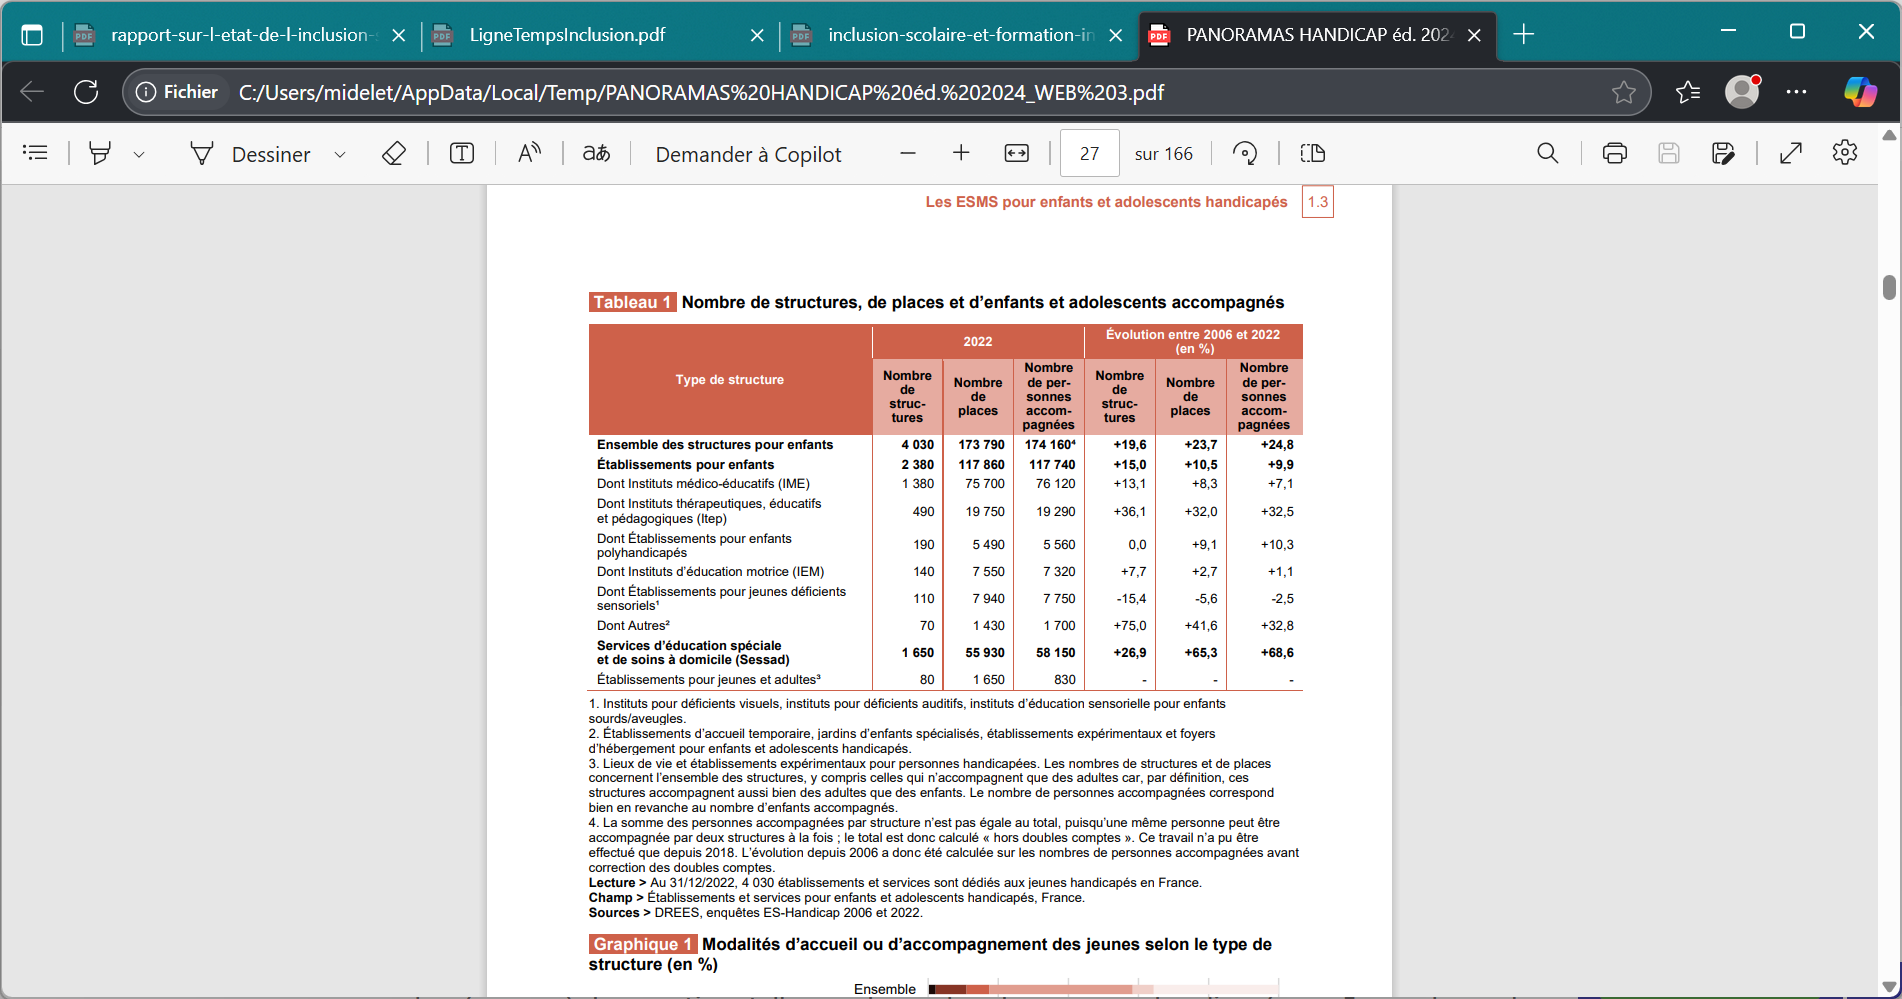 rapport-sur-l-etat-de-l-inclusion-
LigneTempsInclusion.pdf
inclusion-scolaire-et-formation-in
PANORAMAS HANDICAP éd. 202
Fichier
C:/Users/midelet/AppData/Local/Temp/PANORAMAS%20HANDICAP%20éd.%202024_WEB%203.pdf
Dessiner
aあ
Demander à Copilot
27 sur 166
Les ESMS pour enfants et adolescents handicapés 1.3
Tableau 1 Nombre de structures, de places et d’enfants et adolescents accompagnés
Type de structure
2022
Évolution entre 2006 et 2022
(en %)
Nombre
de
struc-
tures
Nombre
de
places
Nombre
de per-
sonnes
accom-
pagnées
Nombre
de
struc-
tures
Nombre
de
places
Nombre
de per-
sonnes
accom-
pagnées
Ensemble des structures pour enfants 4 030 173 790 174 160⁴ +19,6 +23,7 +24,8
Établissements pour enfants 2 380 117 860 117 740 +15,0 +10,5 +9,9
Dont Instituts médico-éducatifs (IME) 1 380 75 700 76 120 +13,1 +8,3 +7,1
Dont Instituts thérapeutiques, éducatifs
et pédagogiques (Itep) 490 19 750 19 290 +36,1 +32,0 +32,5
Dont Établissements pour enfants
polyhandicapés 190 5 490 5 560 0,0 +9,1 +10,3
Dont Instituts d’éducation motrice (IEM) 140 7 550 7 320 +7,7 +2,7 +1,1
Dont Établissements pour jeunes déficients
sensoriels¹ 110 7 940 7 750 -15,4 -5,6 -2,5
Dont Autres² 70 1 430 1 700 +75,0 +41,6 +32,8
Services d’éducation spéciale
et de soins à domicile (Sessad) 1 650 55 930 58 150 +26,9 +65,3 +68,6
Établissements pour jeunes et adultes³ 80 1 650 830 - - -
1. Instituts pour déficients visuels, instituts pour déficients auditifs, instituts d’éducation sensorielle pour enfants
sourds/aveugles.
2. Établissements d’accueil temporaire, jardins d’enfants spécialisés, établissements expérimentaux et foyers
d’hébergement pour enfants et adolescents handicapés.
3. Lieux de vie et établissements expérimentaux pour personnes handicapées. Les nombres de structures et de places
concernent l’ensemble des structures, y compris celles qui n’accompagnent que des adultes car, par définition, ces
structures accompagnent aussi bien des adultes que des enfants. Le nombre de personnes accompagnées correspond
bien en revanche au nombre d’enfants accompagnés.
4. La somme des personnes accompagnées par structure n’est pas égale au total, puisqu’une même personne peut être
accompagnée par deux structures à la fois ; le total est donc calculé « hors doubles comptes ». Ce travail n’a pu être
effectué que depuis 2018. L’évolution depuis 2006 a donc été calculée sur les nombres de personnes accompagnées avant
correction des doubles comptes.
Lecture > Au 31/12/2022, 4 030 établissements et services sont dédiés aux jeunes handicapés en France.
Champ > Établissements et services pour enfants et adolescents handicapés, France.
Sources > DREES, enquêtes ES-Handicap 2006 et 2022.
Graphique 1 Modalités d’accueil ou d’accompagnement des jeunes selon le type de
structure (en %)
Ensemble